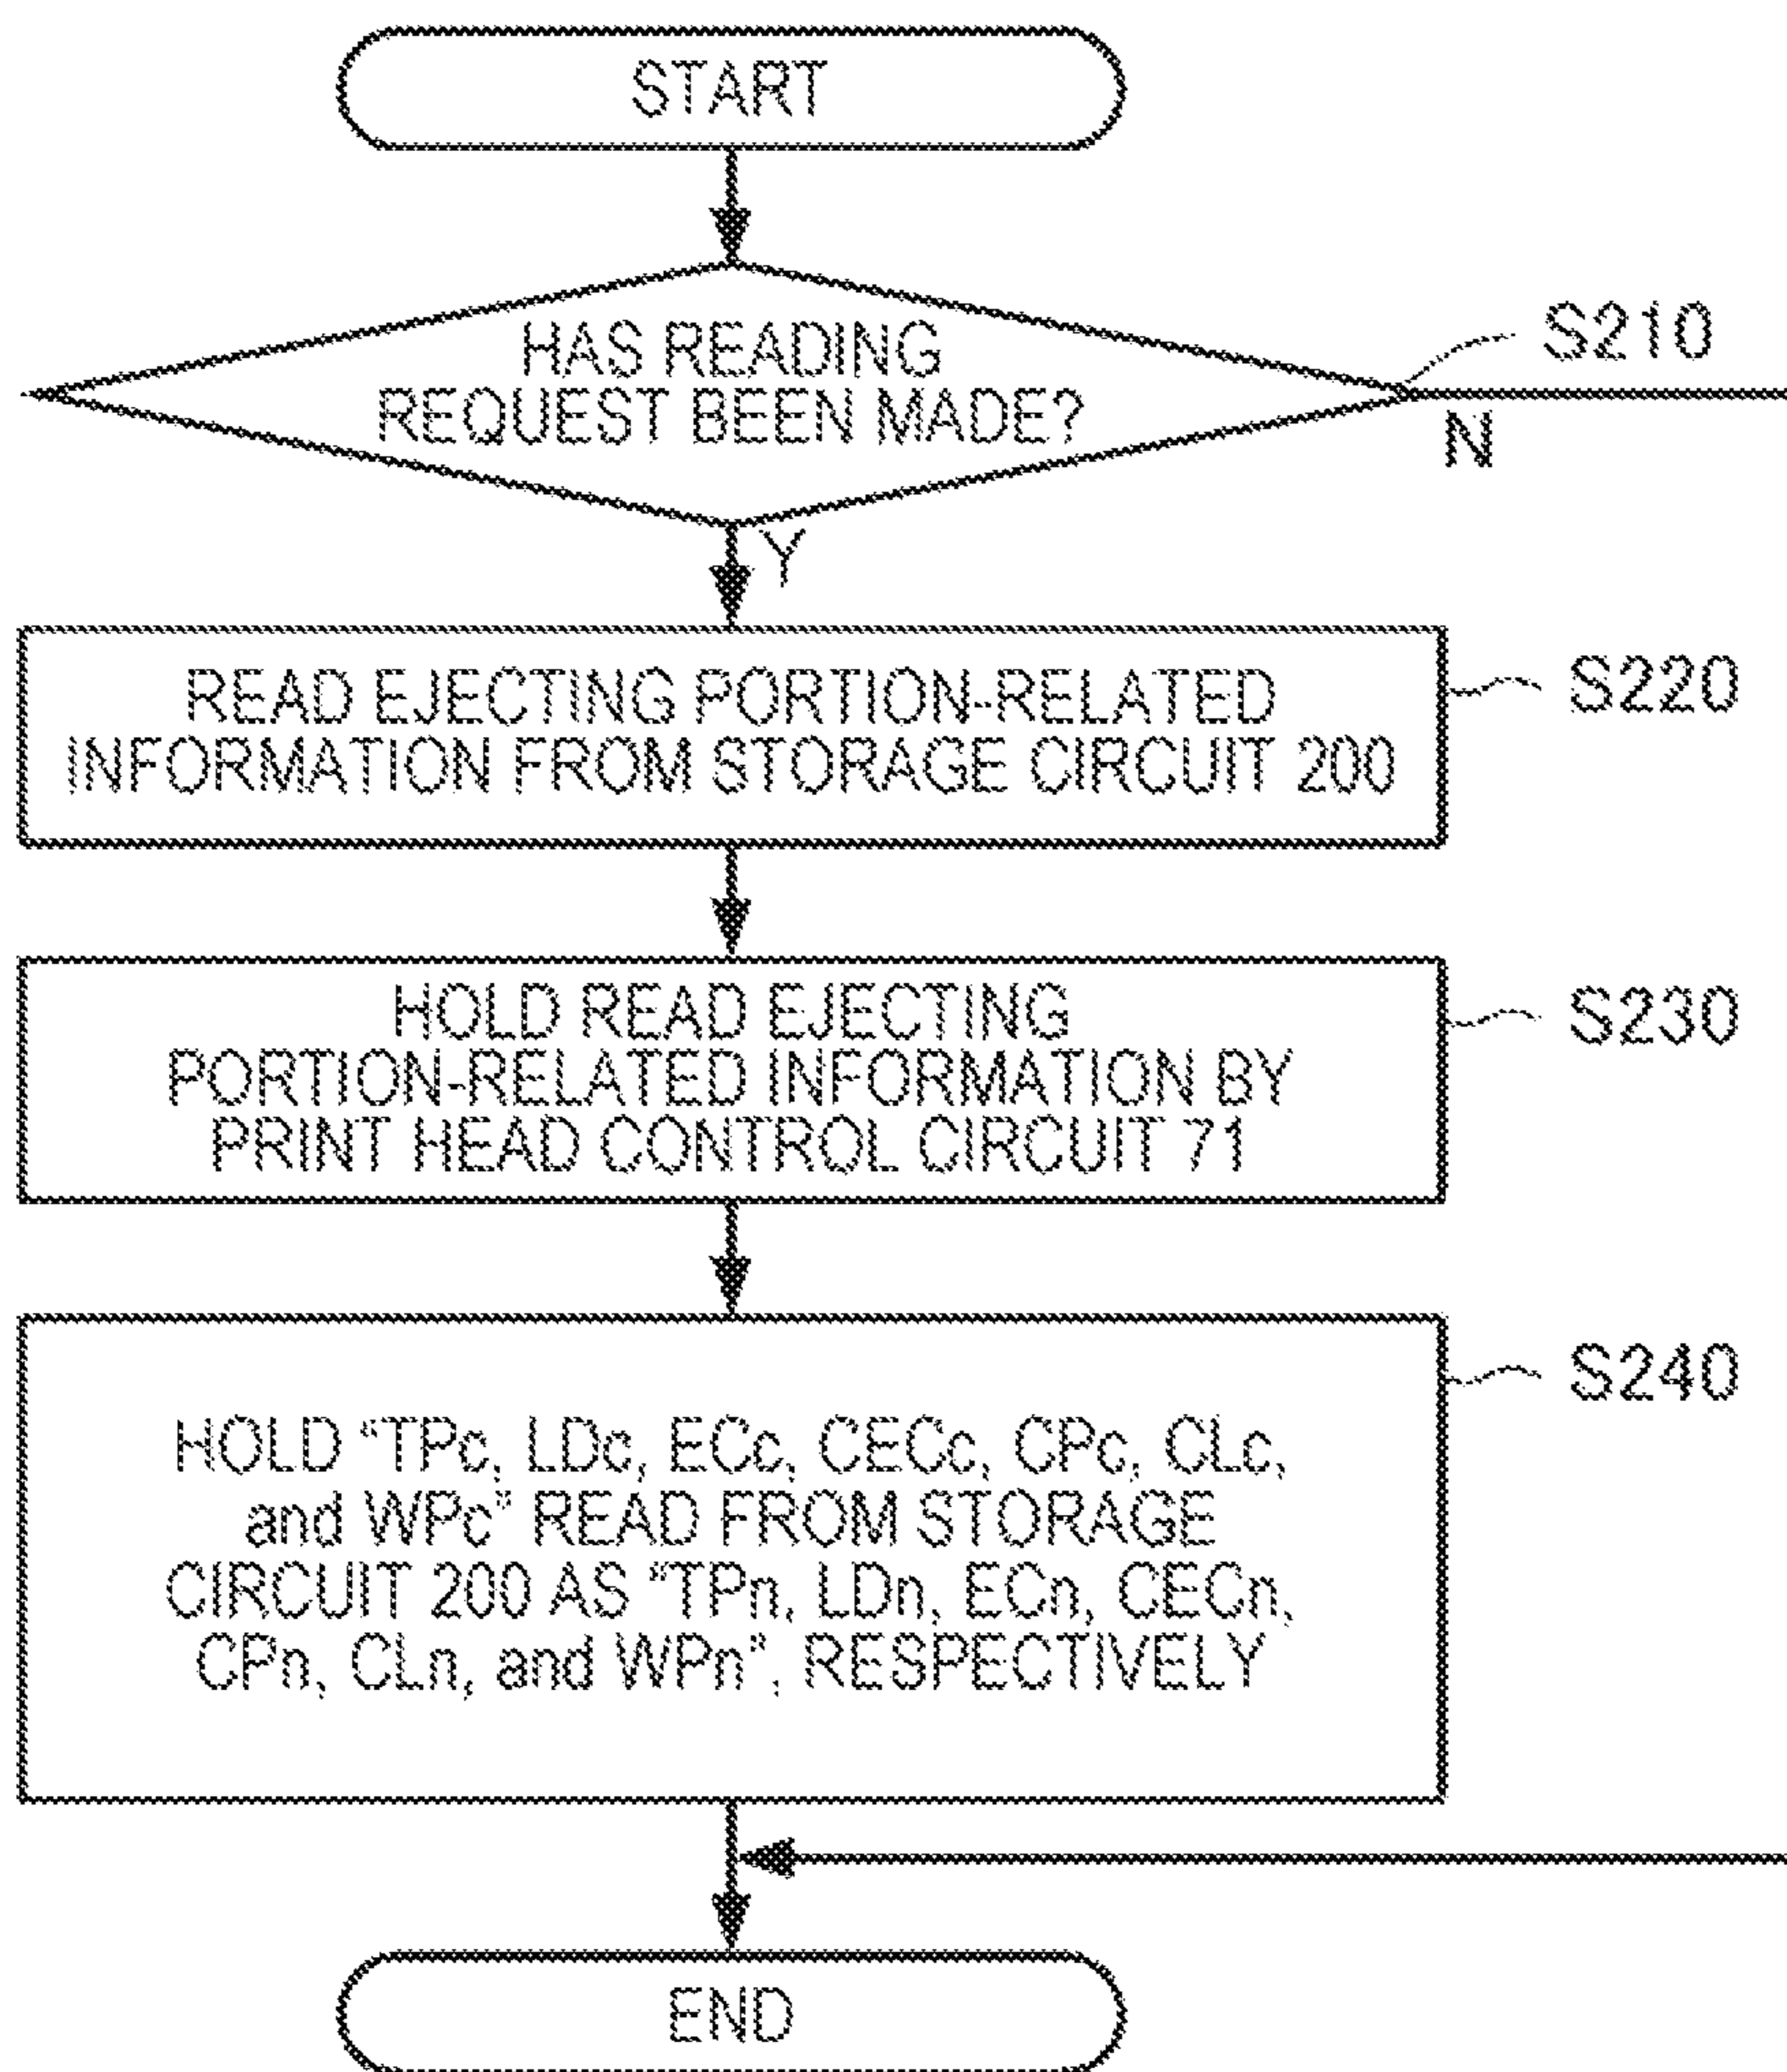 START
HAS READING
REQUEST BEEN MADE?
S210
N
Y
READ EJECTING PORTION-RELATED
INFORMATION FROM STORAGE CIRCUIT 200
S220
HOLD READ EJECTING
PORTION-RELATED INFORMATION BY
PRINT HEAD CONTROL CIRCUIT 71
S230
HOLD “TPc, LDc, ECc, CECc, CPc, CLc,
and WPc” READ FROM STORAGE
CIRCUIT 200 AS “TPn, LDn, ECn, CECn,
CPn, CLn, and WPn”, RESPECTIVELY
S240
END